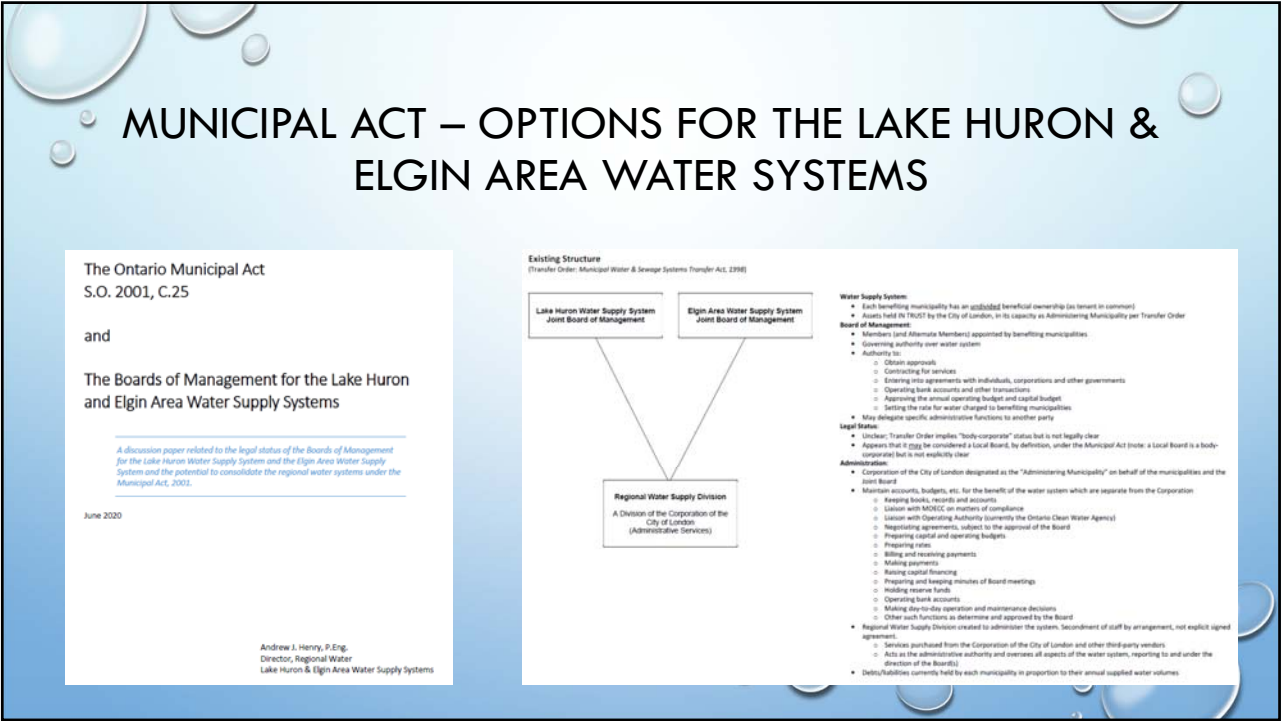 MUNICIPAL ACT – OPTIONS FOR THE LAKE HURON &
ELGIN AREA WATER SYSTEMS
The Ontario Municipal Act
S.O. 2001, C.25
and
The Boards of Management for the Lake Huron
and Elgin Area Water Supply Systems
A discussion paper related to the legal status of the Boards of Management
for the Lake Huron Water Supply System and the Elgin Area Water Supply
System and the potential to consolidate the regional water systems under the
Municipal Act, 2001.
June 2020
Andrew J. Henry, P.Eng.
Director, Regional Water
Lake Huron & Elgin Area Water Supply Systems
Existing Structure
(Transfer Order: Municipal Water & Sewage Systems Transfer Act, 1998)
Lake Huron Water Supply System
Joint Board of Management
Elgin Area Water Supply System
Joint Board of Management
Regional Water Supply Division
A Division of the Corporation of the
City of London
(Administrative Services)
Water Supply System:
• Each benefiting municipality has an undivided beneficial ownership (as tenant in common)
• Assets held IN TRUST by the City of London, in its capacity as Administering Municipality per Transfer Order
Board of Management:
• Members (and Alternate Members) appointed by benefiting municipalities
• Governing authority over water system
• Authority to:
o Obtain approvals
o Contracting for services
o Entering into agreements with individuals, corporations and other governments
o Operating bank accounts and other transactions
o Approving the annual operating budget and capital budget
o Setting the rate for water charged to benefiting municipalities
• May delegate specific administrative functions to another party
Legal Status:
• Unclear; Transfer Order implies "body-corporate" status but is not legally clear
• Appears that it may be considered a Local Board, by definition, under the Municipal Act (note: a Local Board is a body-
corporate) but is not explicitly clear
Administration:
• Corporation of the City of London designated as the "Administering Municipality" on behalf of the municipalities and the
Joint Board
• Maintain accounts, budgets, etc. for the benefit of the water system which are separate from the Corporation
o Keeping books, records and accounts
o Liaison with MOECC on matters of compliance
o Liaison with Operating Authority (currently the Ontario Clean Water Agency)
o Negotiating agreements, subject to the approval of the Board
o Preparing capital and operating budgets
o Preparing rates
o Billing and receiving payments
o Making payments
o Raising capital financing
o Preparing and keeping minutes of Board meetings
o Holding reserve funds
o Operating bank accounts
o Making day-to-day operation and maintenance decisions
o Other such functions as determine and approved by the Board
• Regional Water Supply Division created to administer the system. Secondment of staff by arrangement, not explicit signed
agreement.
o Services purchased from the Corporation of the City of London and other third-party vendors
o Acts as the administrative authority and oversees all aspects of the water system, reporting to and under the
direction of the Board(s)
• Debts/liabilities currently held by each municipality in proportion to their annual supplied water volumes